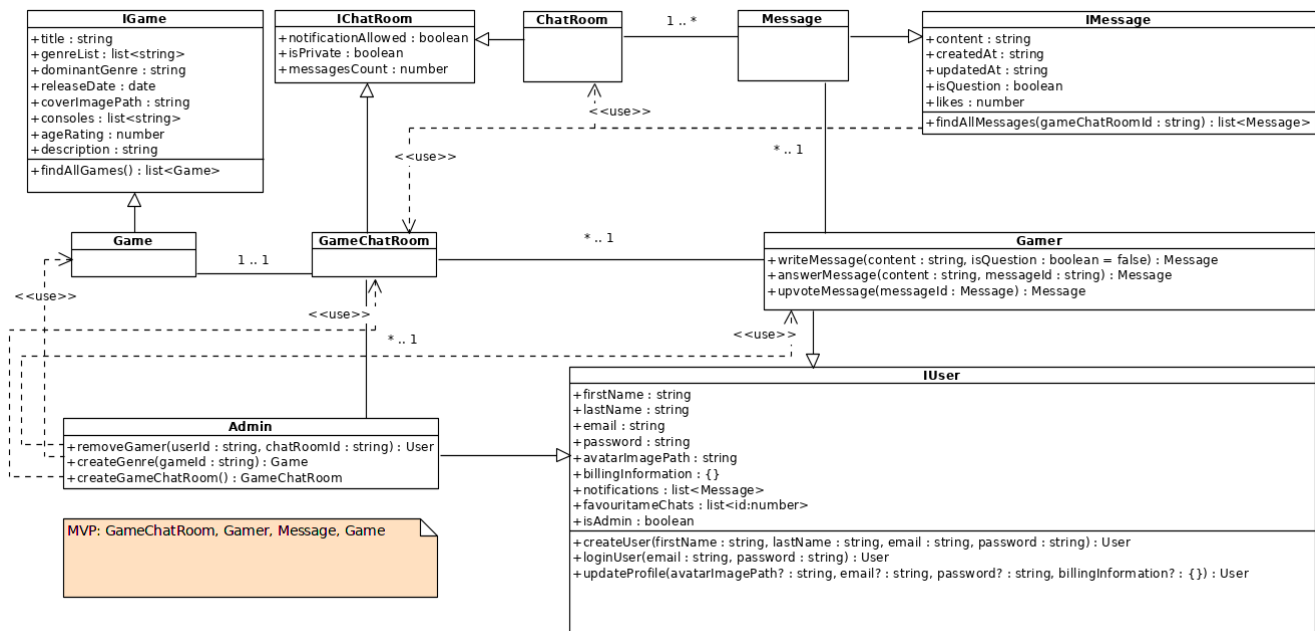 IGame
+title : string
+genreList : list<string>
+dominantGenre : string
+releaseDate : date
+coverImagePath : string
+consoles : list<string>
+ageRating : number
+description : string
+findAllGames() : list<Game>
IChatRoom
+notificationAllowed : boolean
+isPrivate : boolean
+messagesCount : number
ChatRoom
1 .. *
Message
IMessage
+content : string
+createdAt : string
+updatedAt : string
+isQuestion : boolean
+likes : number
+findAllMessages(gameChatRoomId : string) : list<Message>
<<use>>
<<use>>
* .. 1
Game
1 .. 1
GameChatRoom
* .. 1
Gamer
+writeMessage(content : string, isQuestion : boolean = false) : Message
+answerMessage(content : string, messageId : string) : Message
+upvoteMessage(messageId : Message) : Message
<<use>>
<<use>>
<<use>>
* .. 1
IUser
+firstName : string
+lastName : string
+email : string
+password : string
+avatarImagePath : string
+billingInformation : {}
+notifications : list<Message>
+favouritameChats : list<id:number>
+isAdmin : boolean
+createUser(firstName : string, lastName : string, email : string, password : string) : User
+loginUser(email : string, password : string) : User
+updateProfile(avatarImagePath? : string, email? : string, password? : string, billingInformation? : {}) : User
Admin
+removeGamer(userId : string, chatRoomId : string) : User
+createGenre(gameId : string) : Game
+createGameChatRoom() : GameChatRoom
MVP: GameChatRoom, Gamer, Message, Game